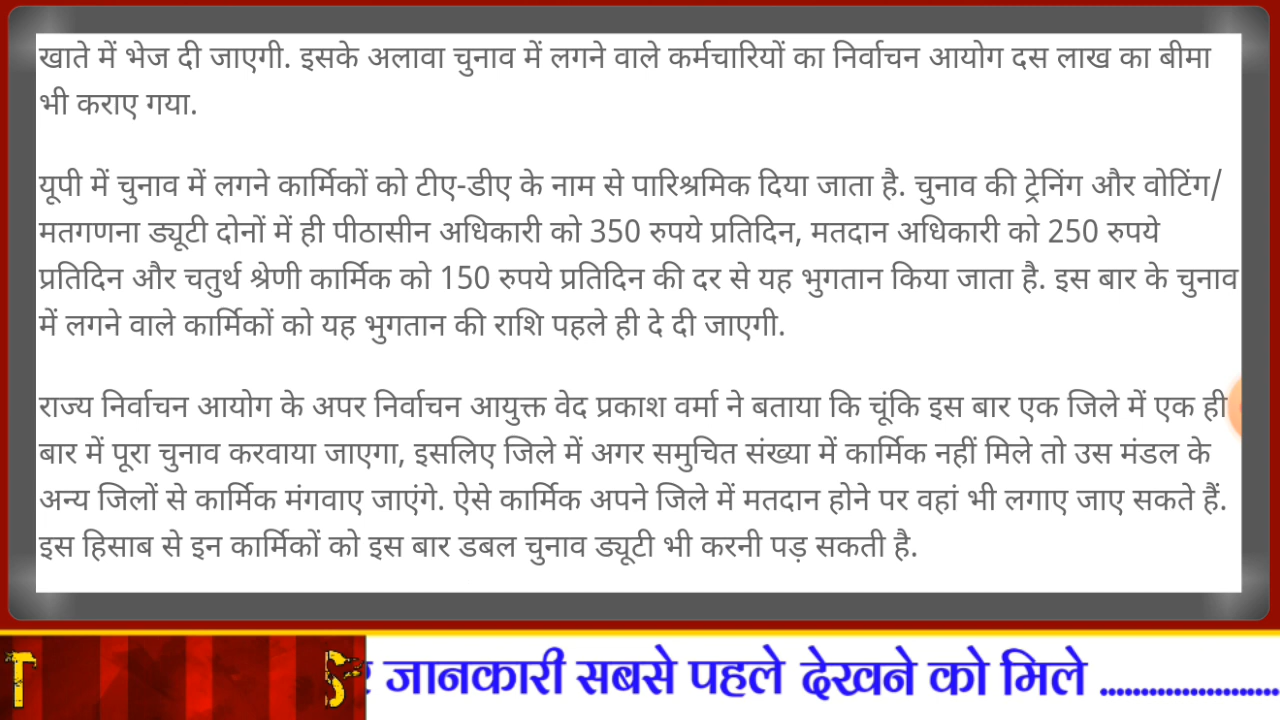 खाते में भेज दी जाएगी. इसके अलावा चुनाव में लगने वाले कर्मचारियों का निर्वाचन आयोग दस लाख का बीमा
भी कराए गया.
यूपी में चुनाव में लगने कार्मिकों को टीए-डीए के नाम से पारिश्रमिक दिया जाता है. चुनाव की ट्रेनिंग और वोटिंग/
मतगणना ड्यूटी दोनों में ही पीठासीन अधिकारी को 350 रुपये प्रतिदिन, मतदान अधिकारी को 250 रुपये
प्रतिदिन और चतुर्थ श्रेणी कार्मिक को 150 रुपये प्रतिदिन की दर से यह भुगतान किया जाता है. इस बार के चुनाव
में लगने वाले कार्मिकों को यह भुगतान की राशि पहले ही दे दी जाएगी.
राज्य निर्वाचन आयोग के अपर निर्वाचन आयुक्त वेद प्रकाश वर्मा ने बताया कि चूंकि इस बार एक जिले में एक ही
बार में पूरा चुनाव करवाया जाएगा, इसलिए जिले में अगर समुचित संख्या में कार्मिक नहीं मिले तो उस मंडल के
अन्य जिलों से कार्मिक मंगवाए जाएंगे. ऐसे कार्मिक अपने जिले में मतदान होने पर वहां भी लगाए जाए सकते हैं.
इस हिसाब से इन कार्मिकों को इस बार डबल चुनाव ड्यूटी भी करनी पड़ सकती है.
T S जानकारी सबसे पहले देखने को मिले ......................